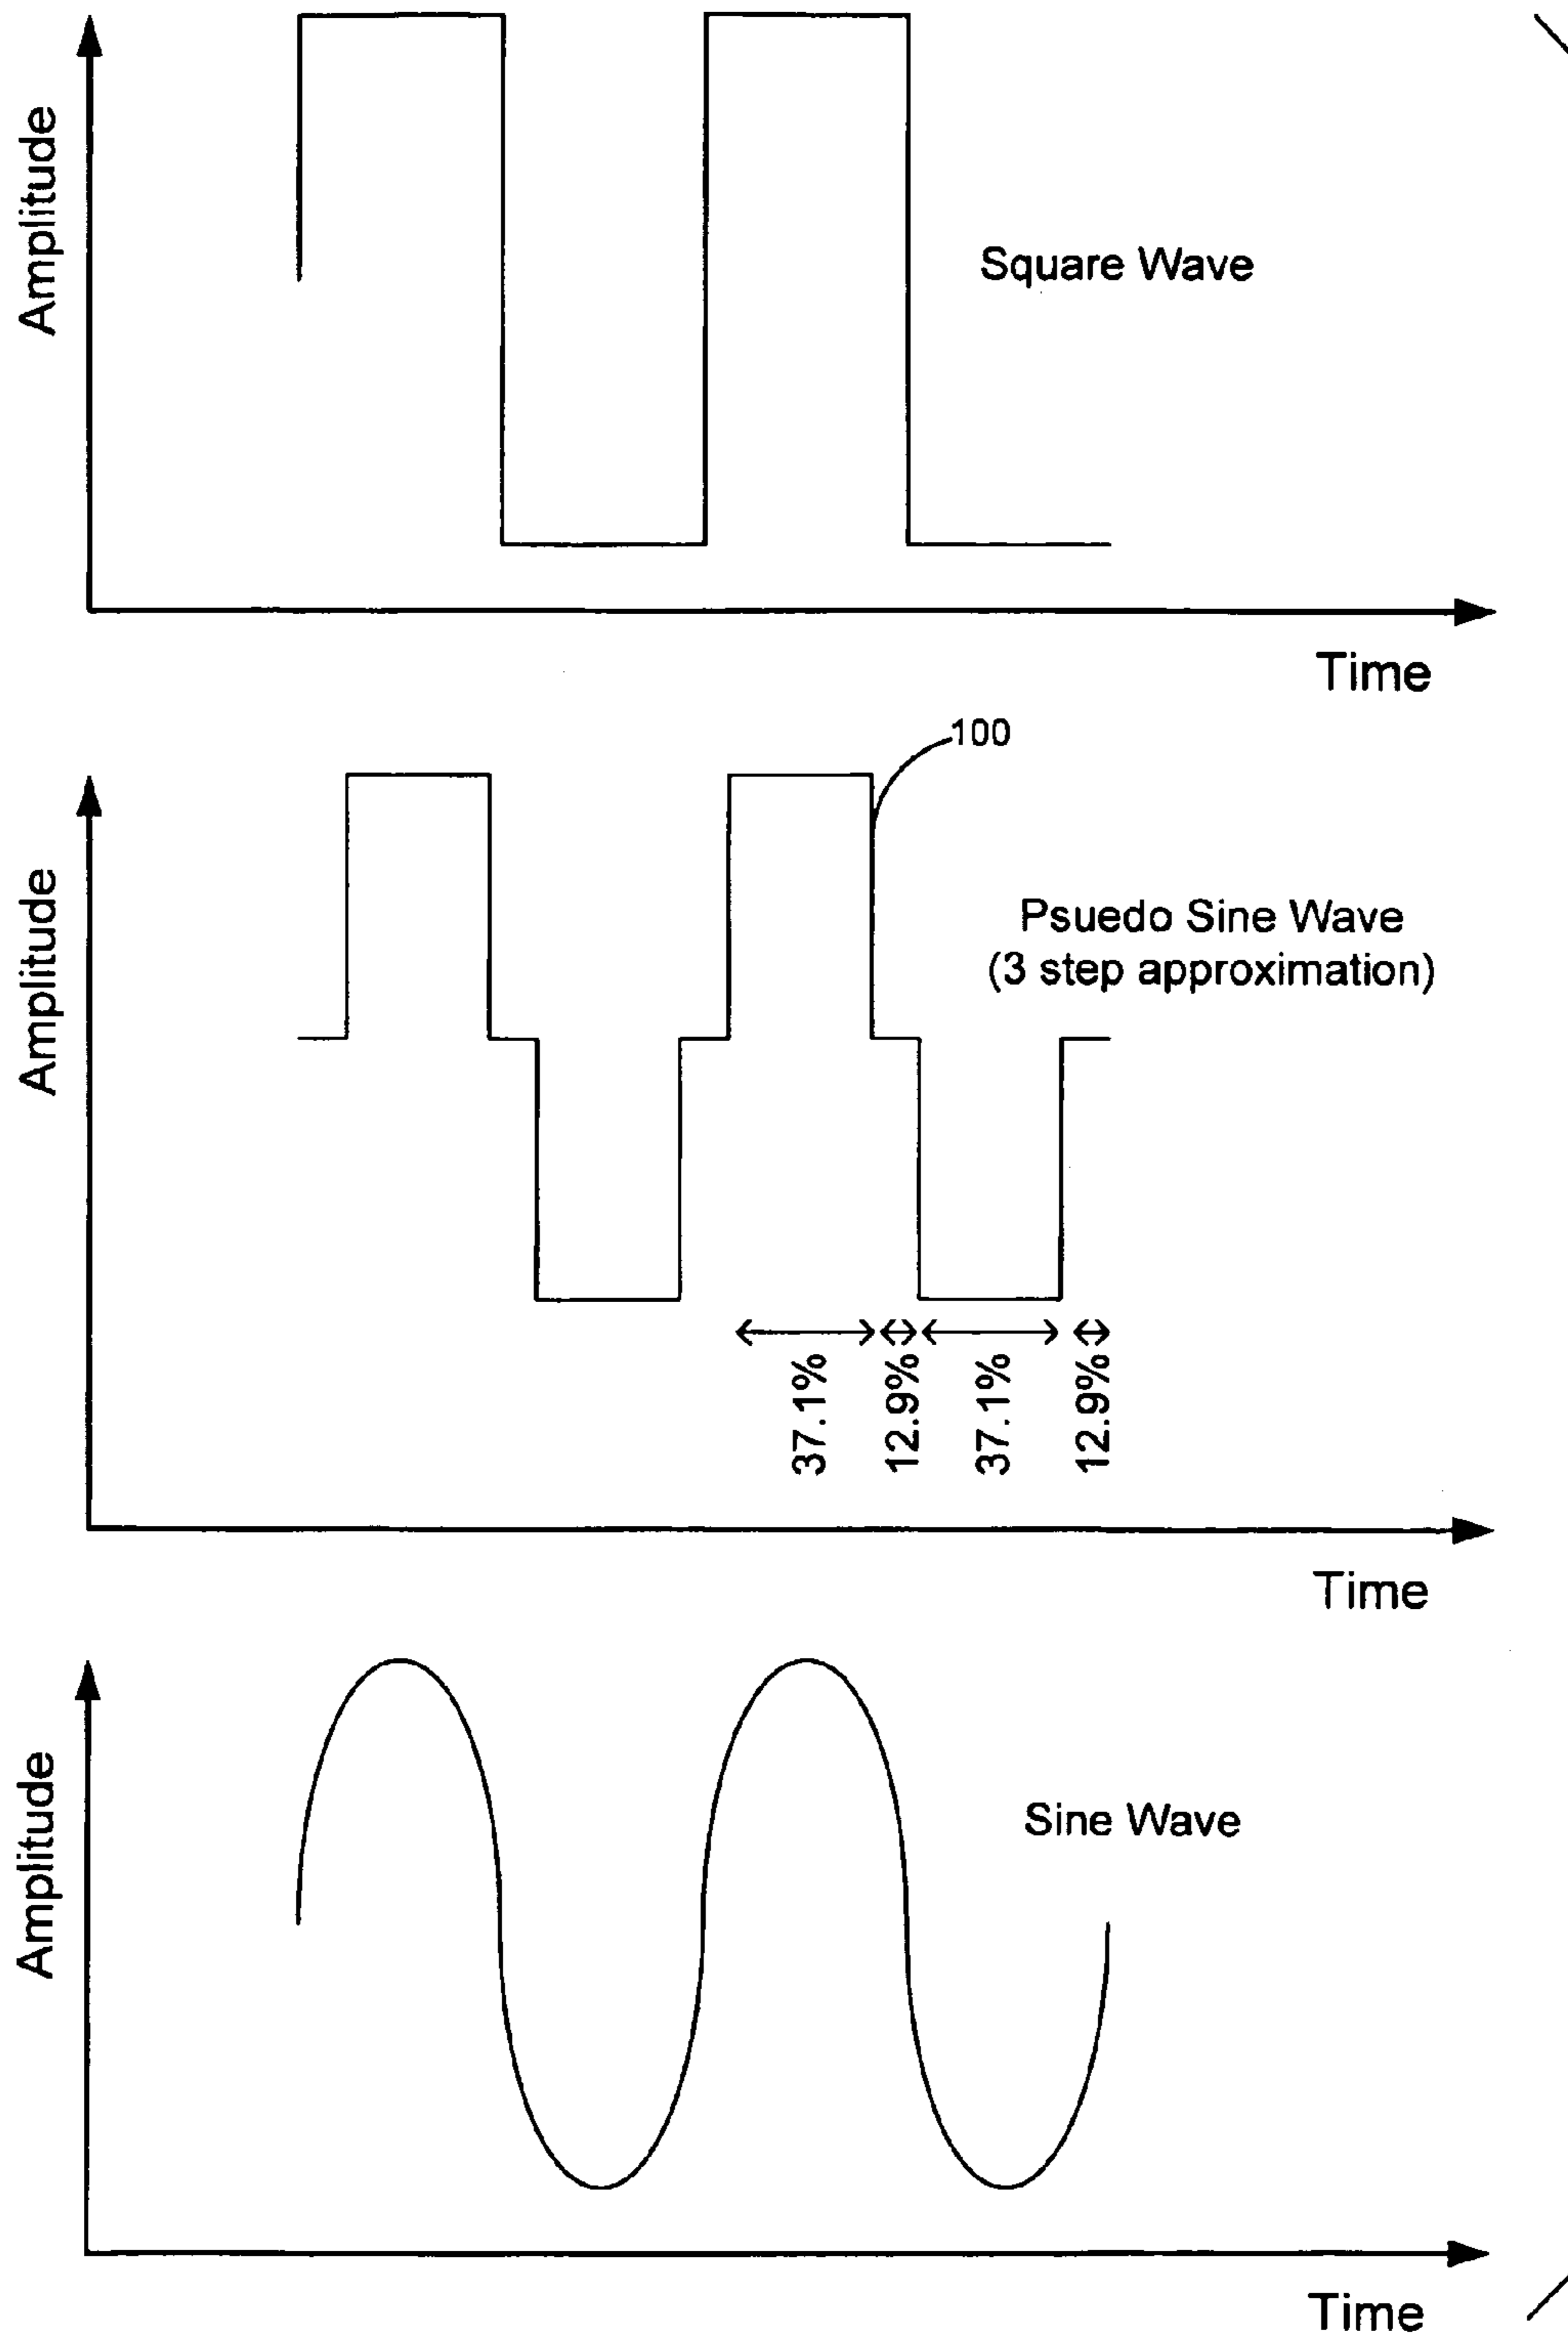 Amplitude
Square Wave
Time
100
Amplitude
Psuedo Sine Wave
(3 step approximation)
37.1%
12.9%
37.1%
12.9%
Time
Amplitude
Sine Wave
Time